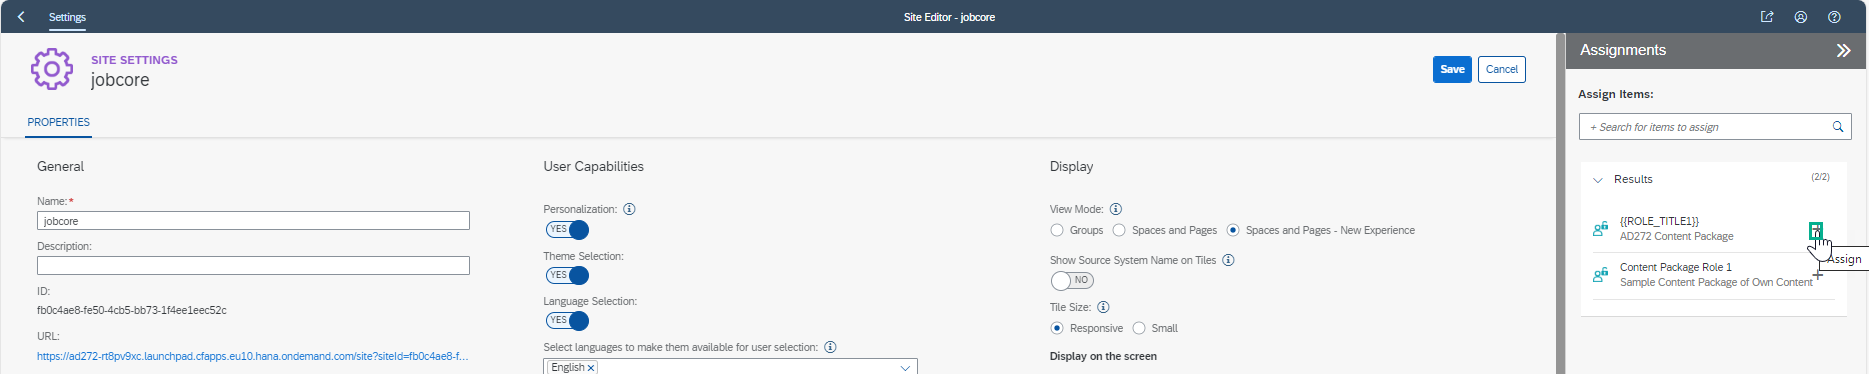 Settings
Site Editor - jobcore
SITE SETTINGS
jobcore
Save
Cancel
PROPERTIES
General
Name:*
jobcore
Description:
ID:
fb0c4ae8-fe50-4cb5-bb73-1f4ee1eec52c
URL:
https://ad272-rt8pv9xc.launchpad.cfapps.eu10.hana.ondemand.com/site?siteId=fb0c4ae8-f...
User Capabilities
Personalization:
YES
Theme Selection:
YES
Language Selection:
YES
Select languages to make them available for user selection:
English
Display
View Mode:
Groups Spaces and Pages Spaces and Pages - New Experience
Show Source System Name on Tiles
NO
Tile Size:
Responsive Small
Display on the screen
Assignments
Assign Items:
+ Search for items to assign
Results (2/2)
{{ROLE_TITLE1}}
AD272 Content Package
Assign
Content Package Role 1
Sample Content Package of Own Content